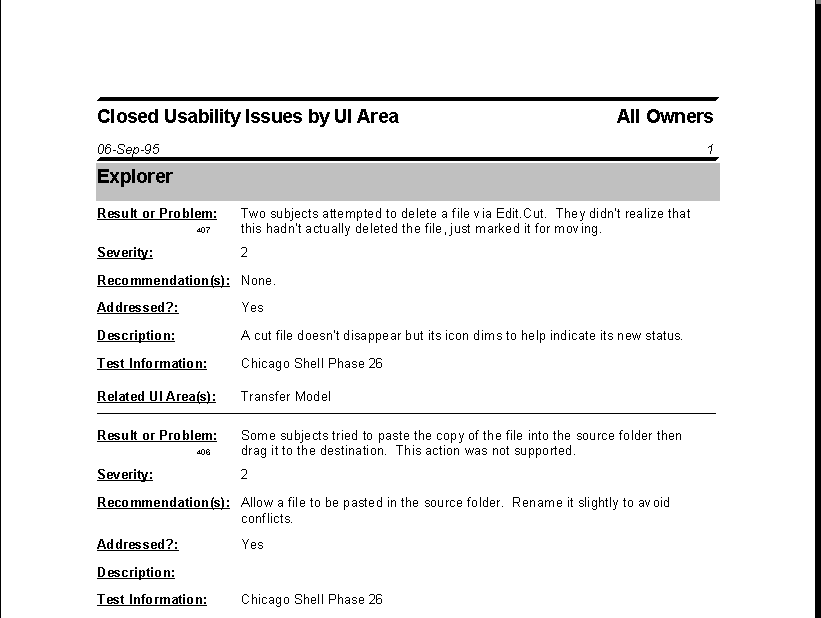 Closed Usability Issues by UI Area All Owners
06-Sep-95 1
Explorer
Result or Problem: Two subjects attempted to delete a file via Edit.Cut. They didn't realize that
407 this hadn't actually deleted the file, just marked it for moving.
Severity: 2
Recommendation(s): None.
Addressed?: Yes
Description: A cut file doesn't disappear but its icon dims to help indicate its new status.
Test Information: Chicago Shell Phase 26
Related UI Area(s): Transfer Model
Result or Problem: Some subjects tried to paste the copy of the file into the source folder then
406 drag it to the destination. This action was not supported.
Severity: 2
Recommendation(s): Allow a file to be pasted in the source folder. Rename it slightly to avoid
conflicts.
Addressed?: Yes
Description:
Test Information: Chicago Shell Phase 26